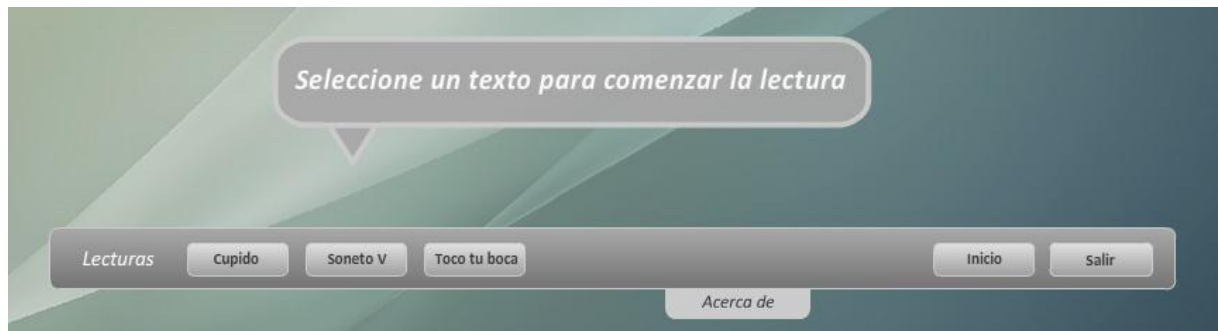 Seleccione un texto para comenzar la lectura
Lecturas Cupido Soneto V Toco tu boca Inicio Salir
Acerca de